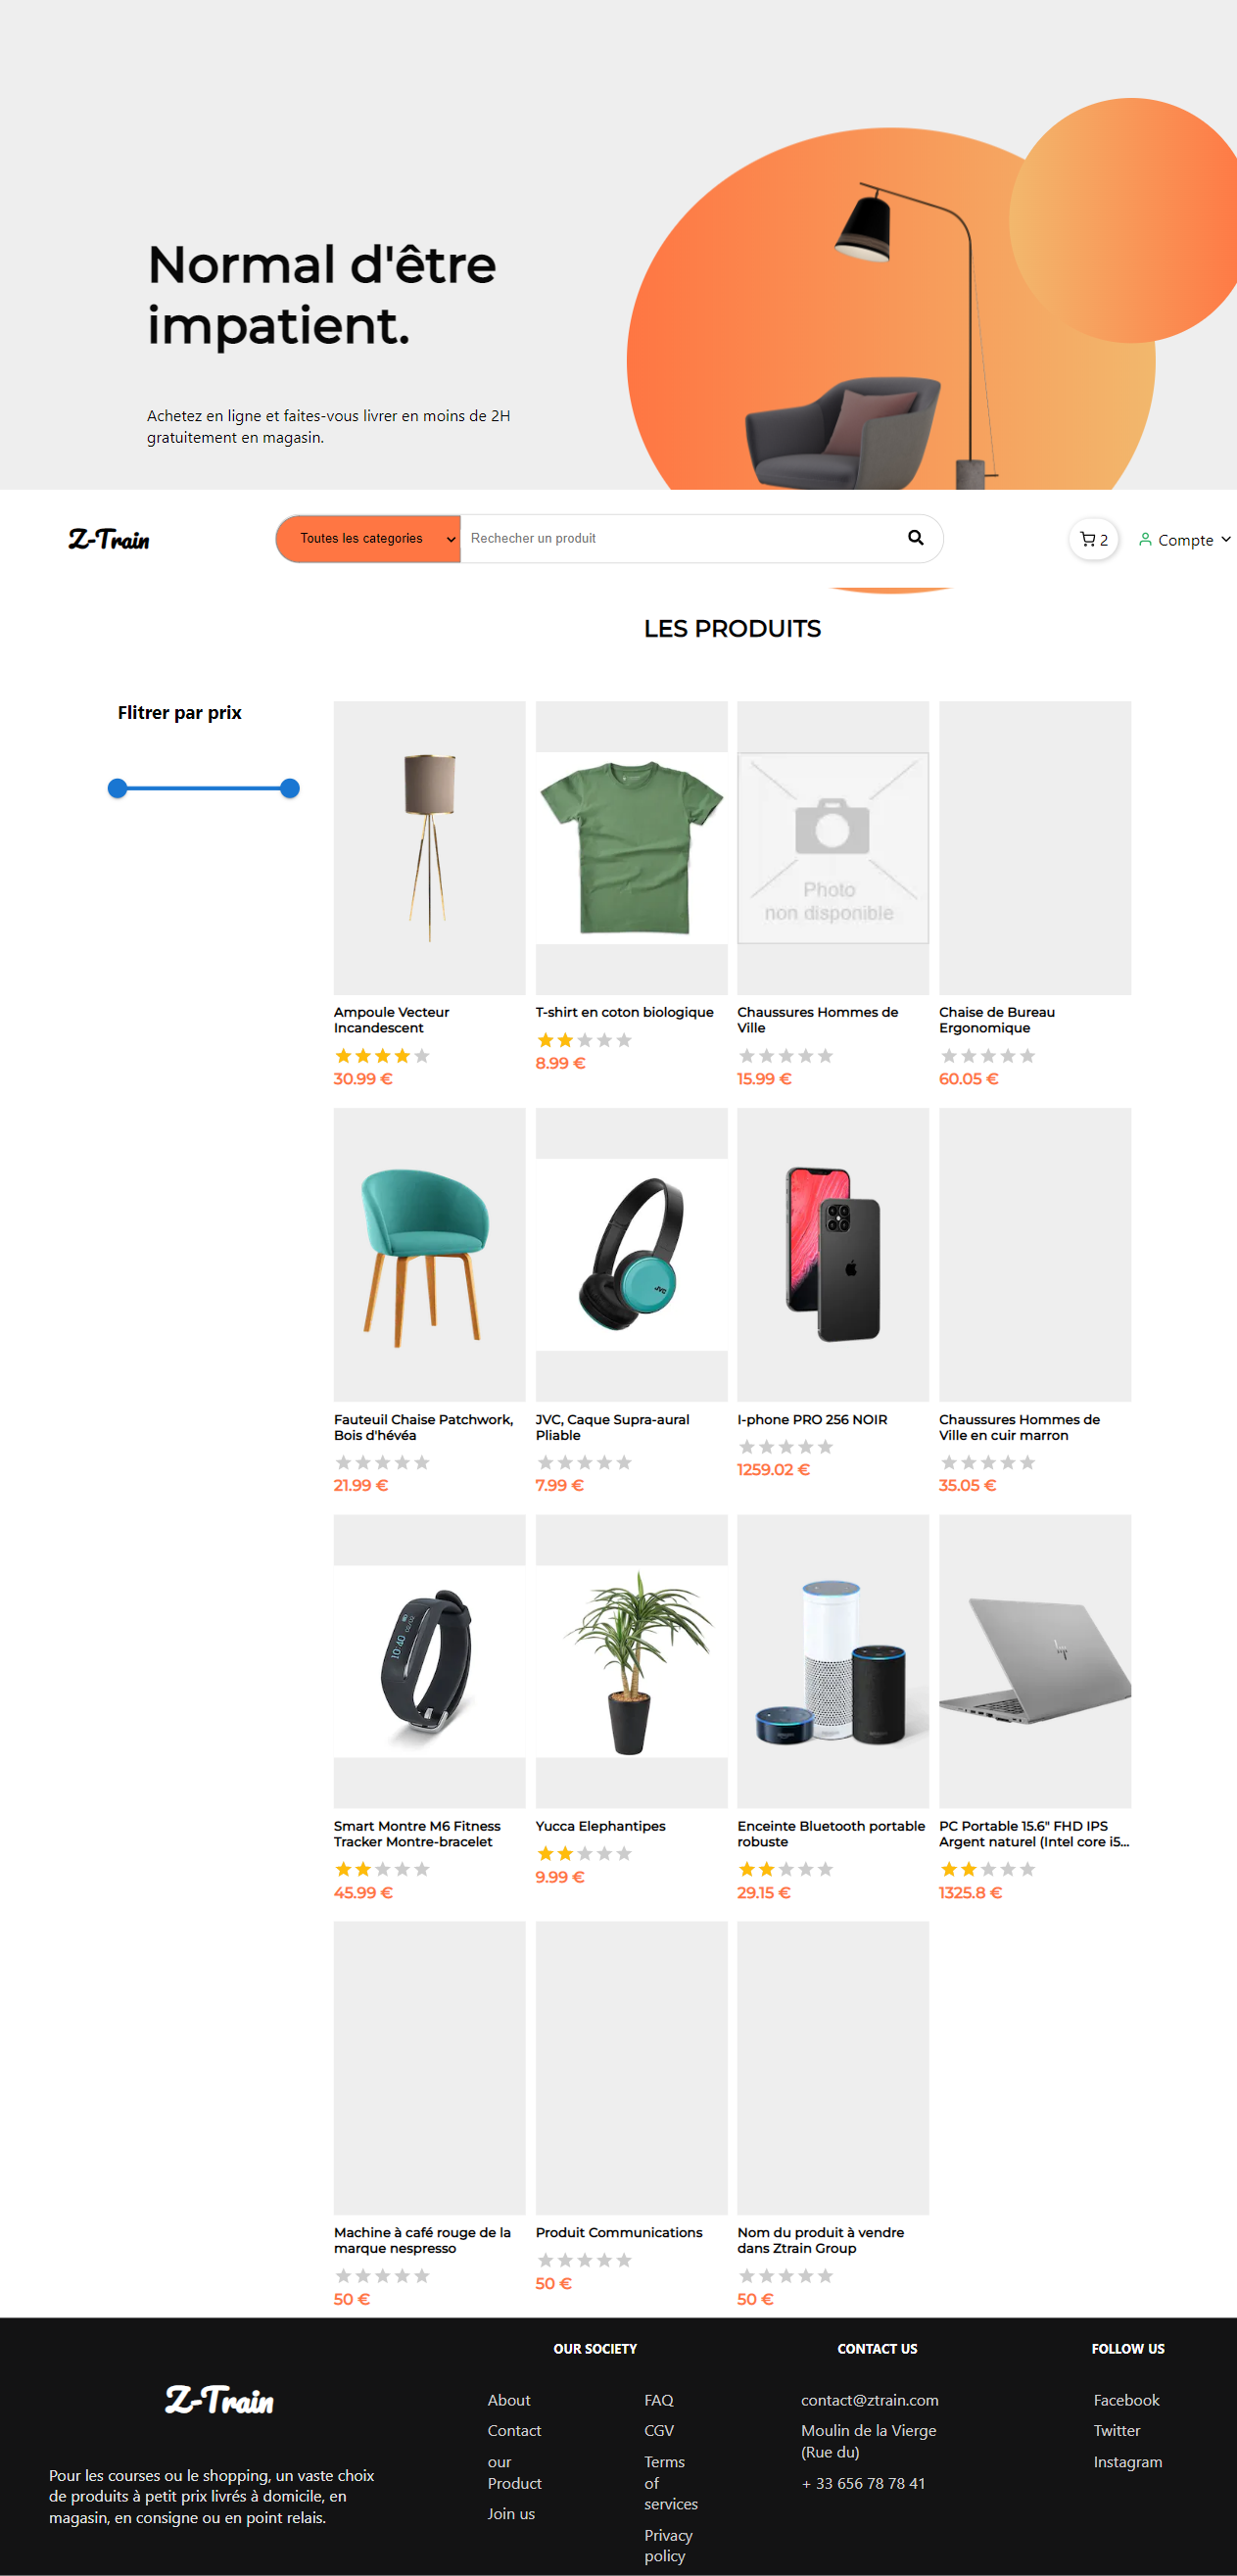 Normal d'être
impatient.
Achetez en ligne et faites-vous livrer en moins de 2H
gratuitement en magasin.
Z-Train
Toutes les categories
Rechecher un produit
2
Compte
LES PRODUITS
Flitrer par prix
Photo
non disponible
Ampoule Vecteur
Incandescent
30.99 €
T-shirt en coton biologique
8.99 €
Chaussures Hommes de
Ville
15.99 €
Chaise de Bureau
Ergonomique
60.05 €
JVC
Fauteuil Chaise Patchwork,
Bois d'hévéa
21.99 €
JVC, Caque Supra-aural
Pliable
7.99 €
I-phone PRO 256 NOIR
1259.02 €
Chaussures Hommes de
Ville en cuir marron
35.05 €
10:40
Smart Montre M6 Fitness
Tracker Montre-bracelet
45.99 €
Yucca Elephantipes
9.99 €
Enceinte Bluetooth portable
robuste
29.15 €
PC Portable 15.6" FHD IPS
Argent naturel (Intel core i5...
1325.8 €
Machine à café rouge de la
marque nespresso
50 €
Produit Communications
50 €
Nom du produit à vendre
dans Ztrain Group
50 €
Z-Train
Pour les courses ou le shopping, un vaste choix
de produits à petit prix livrés à domicile, en
magasin, en consigne ou en point relais.
OUR SOCIETY
About
Contact
our
Product
Join us
FAQ
CGV
Terms
of
services
Privacy
policy
CONTACT US
contact@ztrain.com
Moulin de la Vierge
(Rue du)
+ 33 656 78 78 41
FOLLOW US
Facebook
Twitter
Instagram